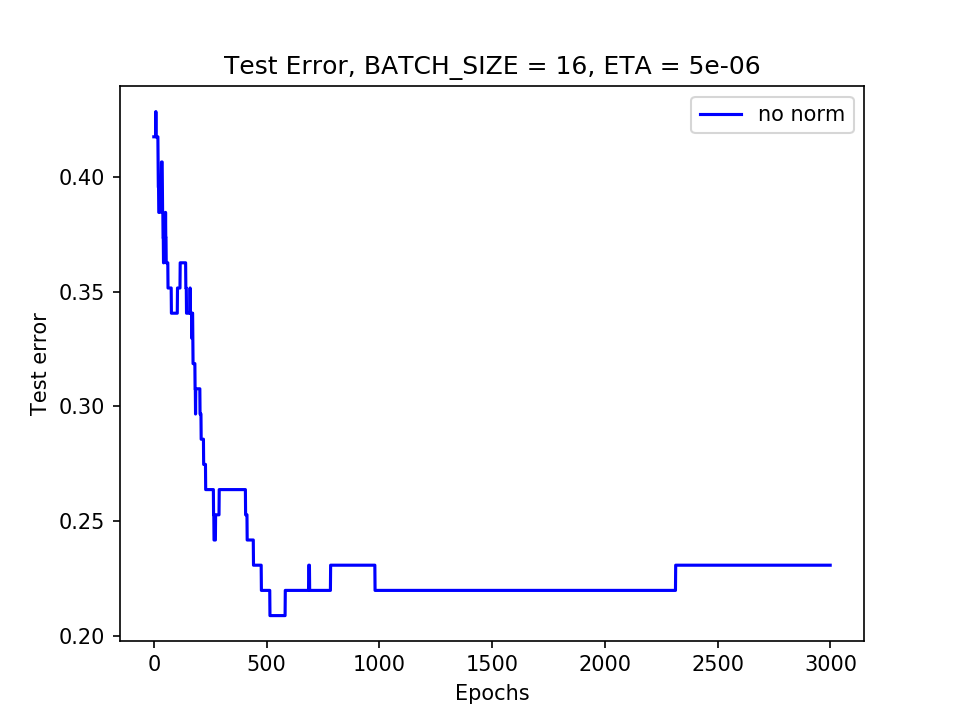 Test Error, BATCH_SIZE = 16, ETA = 5e-06
no norm
0.40
0.35
0.30
0.25
0.20
Test error
0 500 1000 1500 2000 2500 3000
Epochs